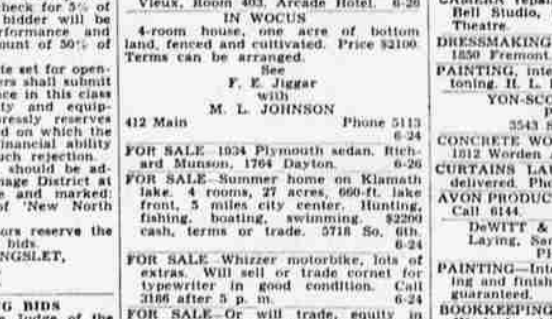 check for 5% of
bidder will be
rformance and
ount of 50% of
te set for open-
ers shall submit
nce in this class
ty and equip-
ressly reserves
d on which the
financial ability
uch rejection.
should be ad-
nage District at
e and marked:
of 'New North
ors reserve the
bids.
NGSLET,
G BIDS
Judge of the
Vieux, Room 403, Arcade Hotel. 6-26
IN WOCUS
4-room house, one acre of bottom
land, fenced and cultivated. Price $2100.
Terms can be arranged.
See
F. E. Jiggar
with
M. L. JOHNSON
412 Main Phone 5113
6-24
FOR SALE 1934 Plymouth sedan. Rich-
ard Munson, 1764 Dayton. 6-26
FOR SALE—Summer home on Klamath
lake. 4 rooms, 27 acres, 660-ft. lake
front, 5 miles city center. Hunting,
fishing, boating, swimming. $2200
cash, terms or trade. 5718 So. 6th.
6-24
FOR SALE Whizzer motorbike, lots of
extras. Will sell or trade cornet for
typewriter in good condition. Call
3186 after 5 p. m. 6-24
FOR SALE—Or will trade, equity in
Bell Studio,
Theatre.
DRESSMAKING
1850 Fremont.
PAINTING, inte
toning. H. L.
YON-SCO
3543 S
CONCRETE WO
1812 Worden
CURTAINS LAU
delivered. Pho
AVON PRODUC
Call 6144.
DeWITT &
Laying, Sa
PAINTING—Int
ing and finish
guaranteed.
BOOKKEEPING